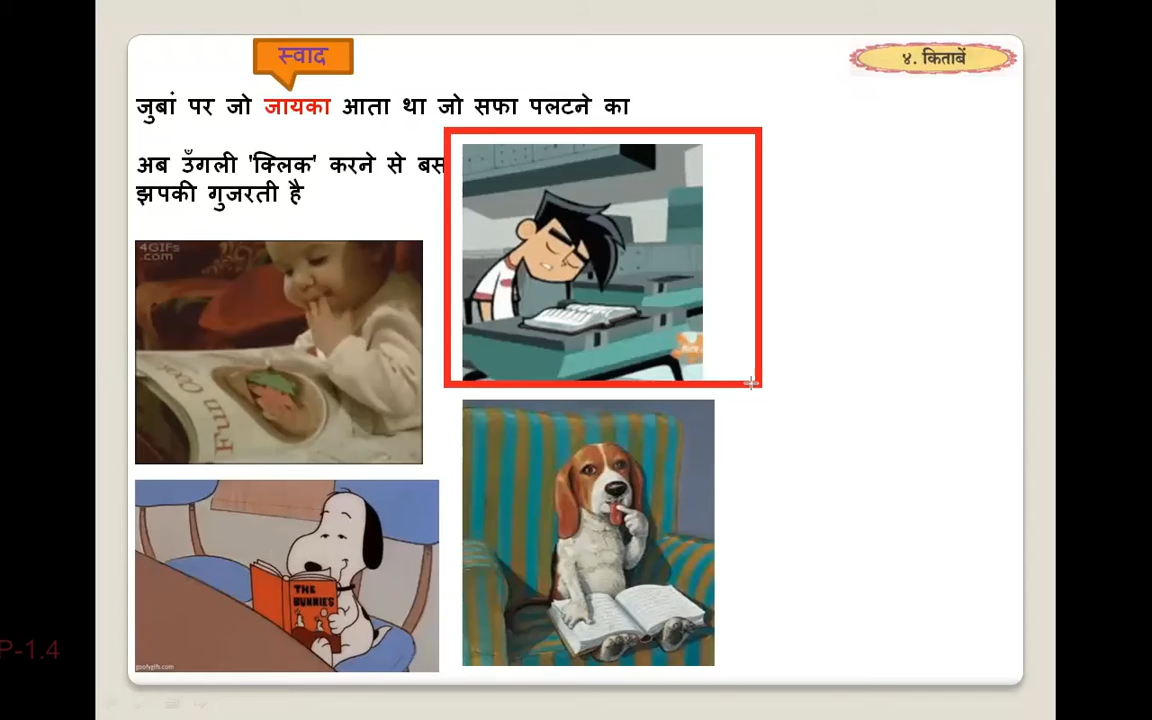 स्वाद
४. किताबें
जुबां पर जो जायका आता था जो सफा पलटने का
अब उँगली 'क्लिक' करने से बस
झपकी गुजरती है
4GIFs
.com
Fun Cook
THE
BUNNIES
goofygifs.com
P-1.4